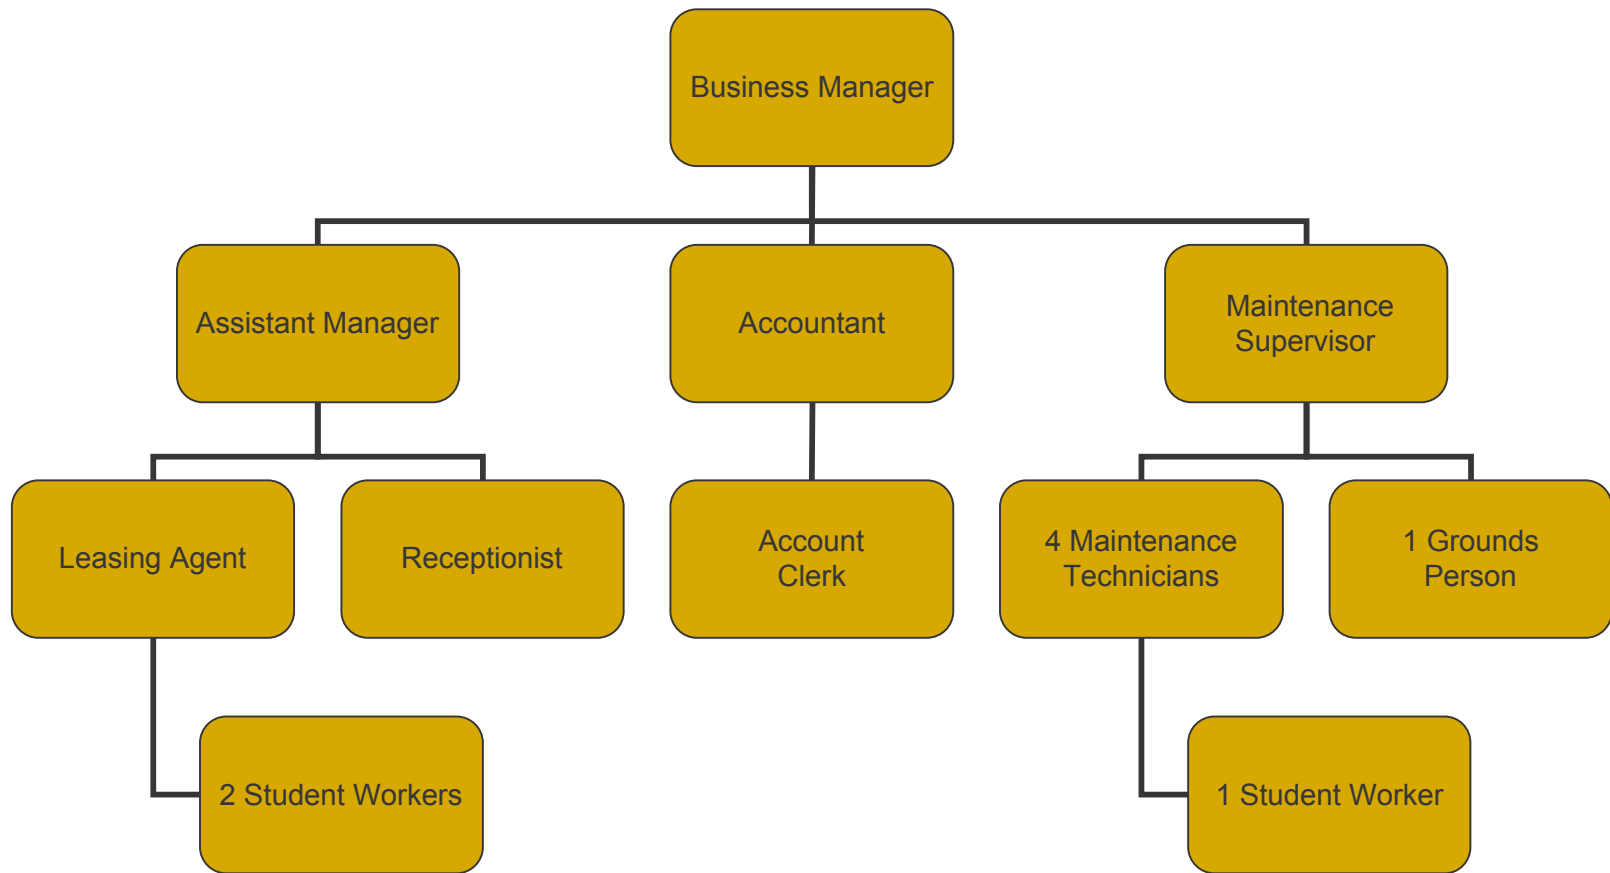 Business Manager
Assistant Manager
Accountant
Maintenance
Supervisor
Leasing Agent
Receptionist
Account
Clerk
4 Maintenance
Technicians
1 Grounds
Person
2 Student Workers
1 Student Worker